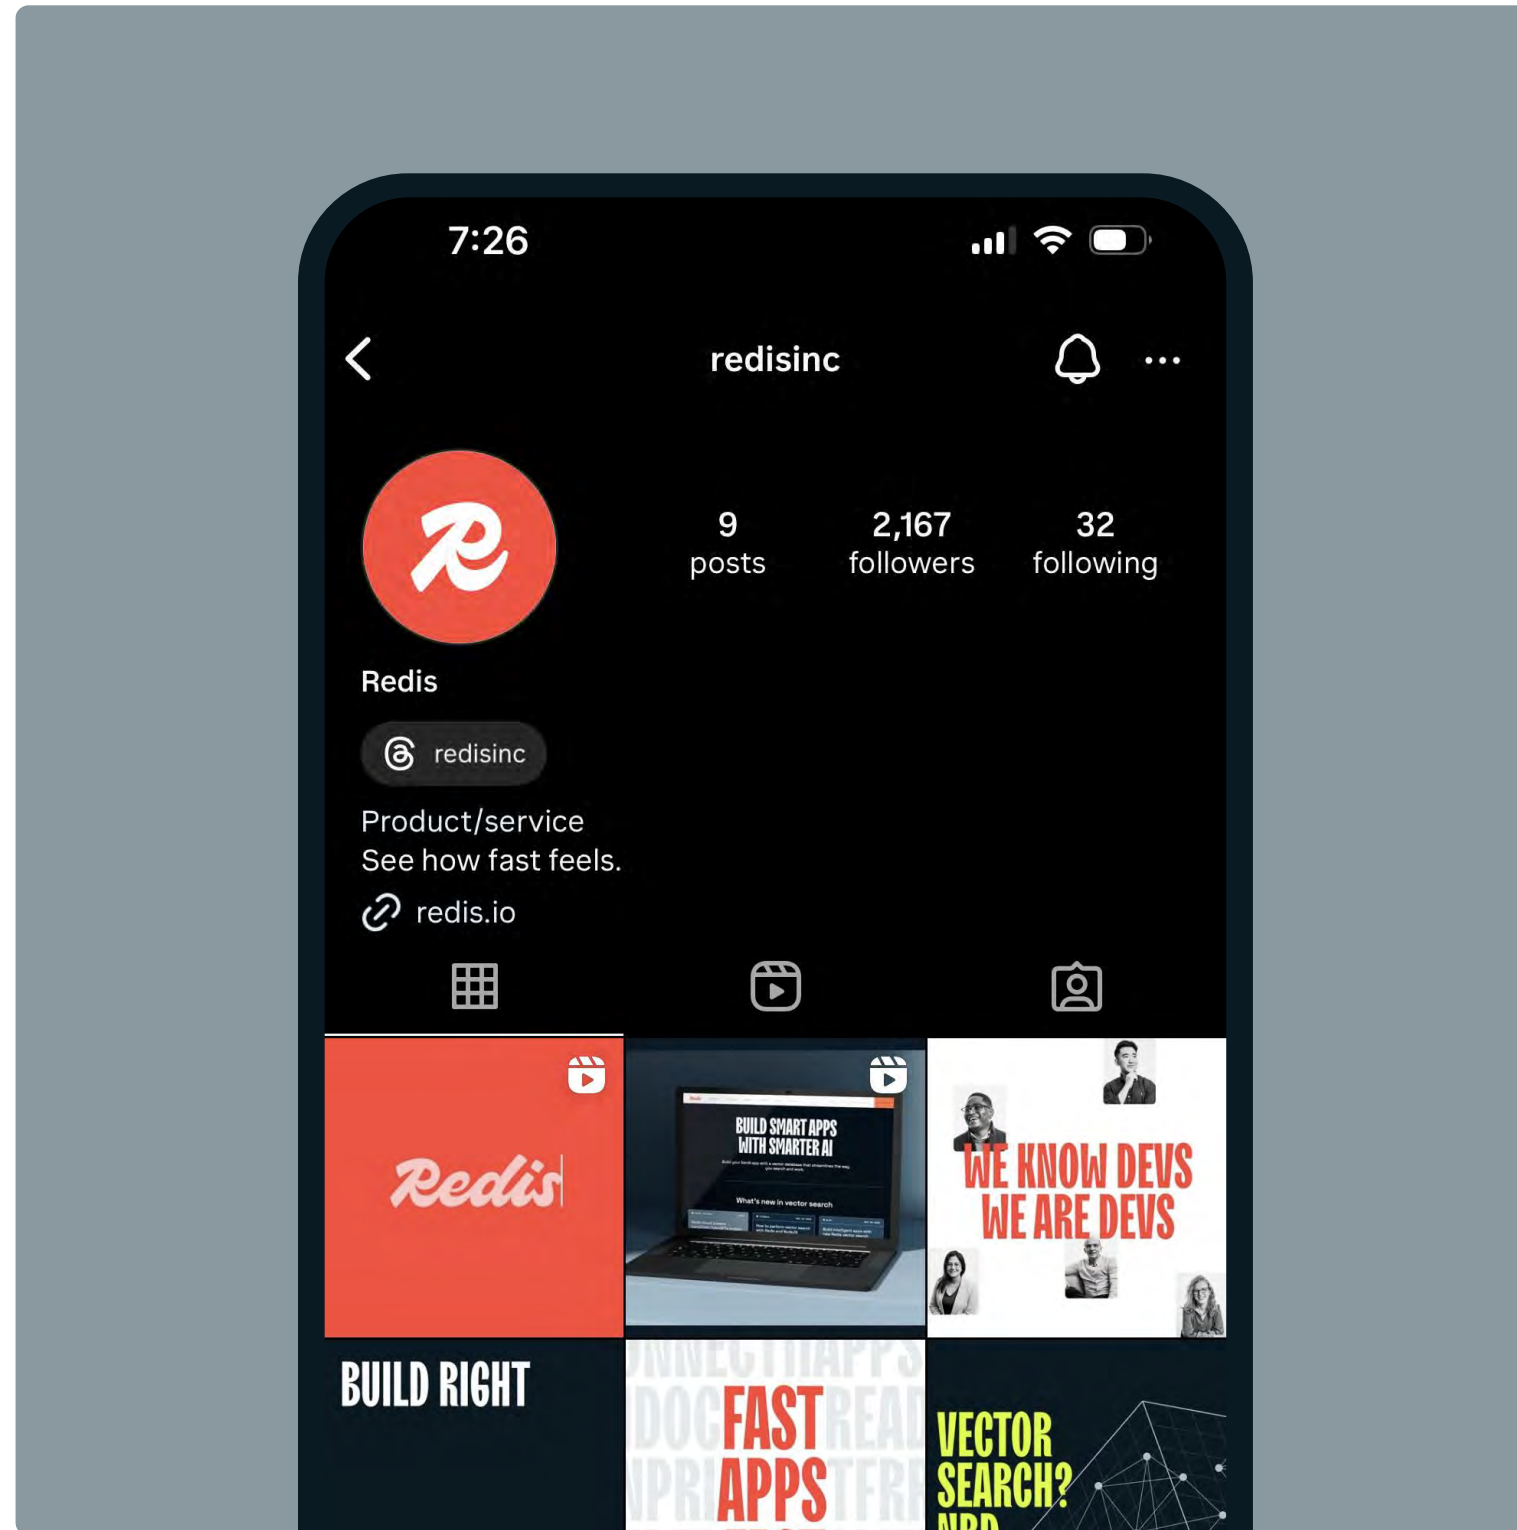 7:26
redisinc
9
posts
2,167
followers
32
following
Redis
redisinc
Product/service
See how fast feels.
redis.io
Redis
BUILD SMART APPS
WITH SMARTER AI
What's new in vector search
WE KNOW DEVS
WE ARE DEVS
BUILD RIGHT
FAST
APPS
VECTOR
SEARCH?
NBD